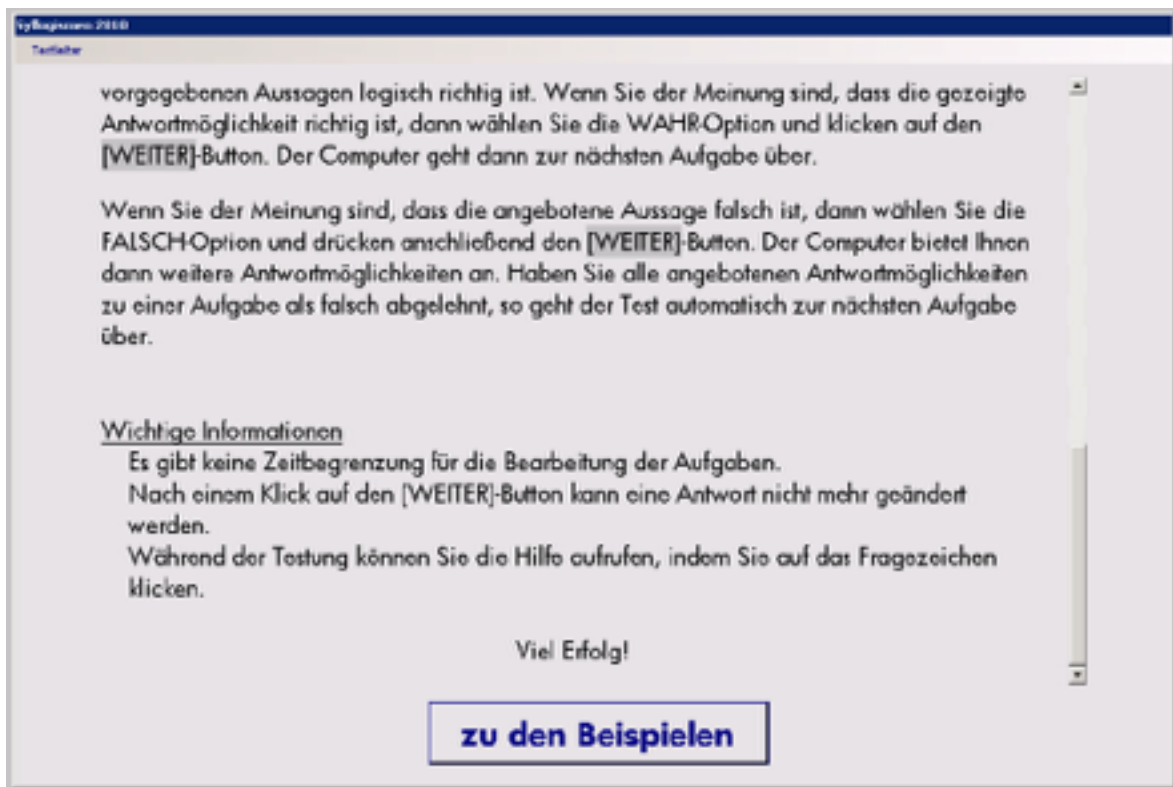 Syllogismen 2010
Testleiter
vorgegebenen Aussagen logisch richtig ist. Wenn Sie der Meinung sind, dass die gezeigte
Antwortmöglichkeit richtig ist, dann wählen Sie die WAHR-Option und klicken auf den
[WEITER]-Button. Der Computer geht dann zur nächsten Aufgabe über.
Wenn Sie der Meinung sind, dass die angebotene Aussage falsch ist, dann wählen Sie die
FALSCH-Option und drücken anschließend den [WEITER]-Button. Der Computer bietet Ihnen
dann weitere Antwortmöglichkeiten an. Haben Sie alle angebotenen Antwortmöglichkeiten
zu einer Aufgabe als falsch abgelehnt, so geht der Test automatisch zur nächsten Aufgabe
über.
Wichtige Informationen
Es gibt keine Zeitbegrenzung für die Bearbeitung der Aufgaben.
Nach einem Klick auf den [WEITER]-Button kann eine Antwort nicht mehr geändert
werden.
Während der Testung können Sie die Hilfe aufrufen, indem Sie auf das Fragezeichen
klicken.
Viel Erfolg!
zu den Beispielen